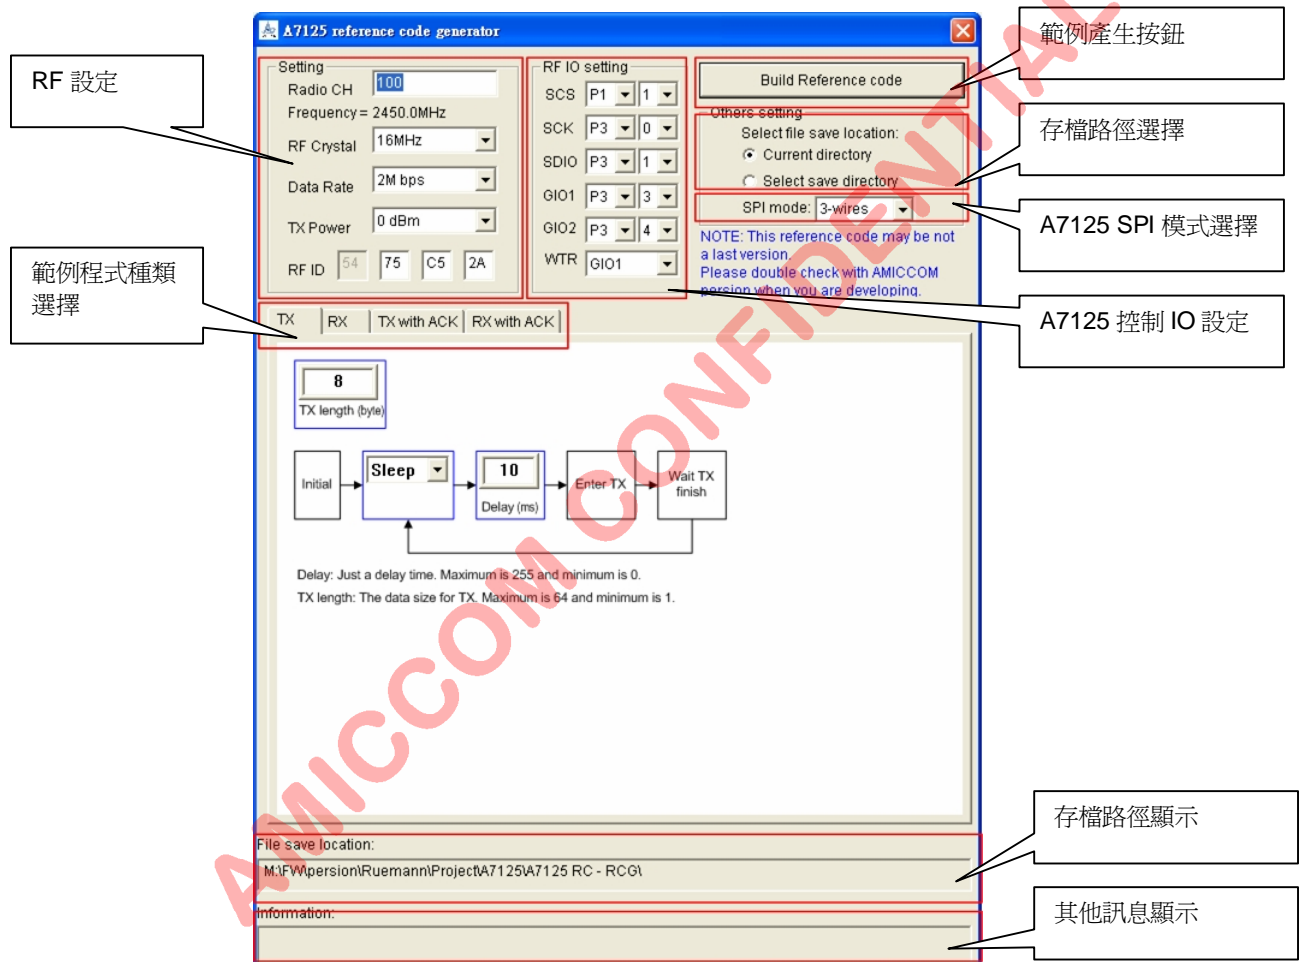 A7125 reference code generator
範例產生按鈕
RF 設定
Setting
Radio CH 100
Frequency = 2450.0MHz
RF Crystal 16MHz
Data Rate 2M bps
TX Power 0 dBm
RF ID 54 75 C5 2A
RF IO setting
SCS P1 1
SCK P3 0
SDIO P3 1
GIO1 P3 3
GIO2 P3 4
WTR GIO1
Build Reference code
Others setting
Select file save location:
Current directory
Select save directory
SPI mode: 3-wires
NOTE: This reference code may be not
a last version.
Please double check with AMICCOM
persion when you are developing.
存檔路徑選擇
A7125 SPI 模式選擇
A7125 控制 IO 設定
範例程式種類
選擇
TX RX TX with ACK RX with ACK
8
TX length (byte)
Initial
Sleep
10
Delay (ms)
Enter TX
Wait TX
finish
Delay: Just a delay time. Maximum is 255 and minimum is 0.
TX length: The data size for TX. Maximum is 64 and minimum is 1.
存檔路徑顯示
File save location:
M:\FW\persion\Ruemann\Project\A7125\A7125 RC - RCG\
其他訊息顯示
Information:
AMICCOM CONFIDENTIAL